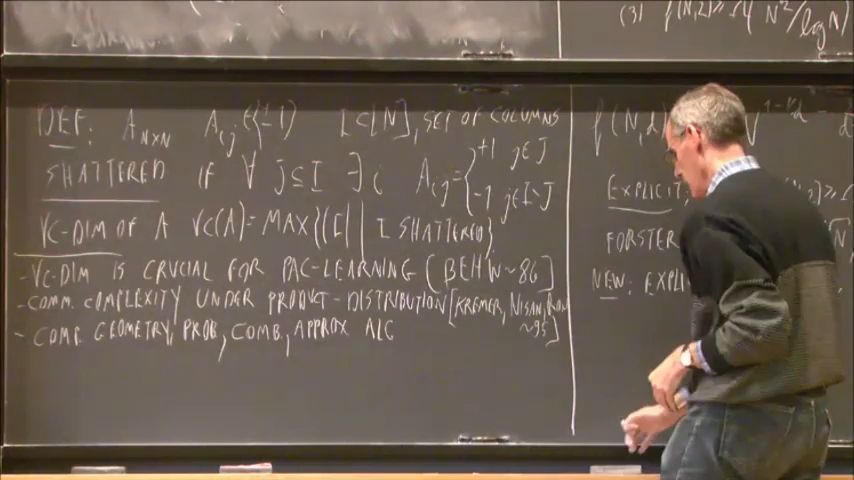 (3) f(N,2) ≥ N²/log N
DEF: A_{N×N} A_{ij} ∈ {±1} I ⊂ [N], SET OF COLUMNS
SHATTERED IF ∀ J ⊆ I ∃ i A_{ij} = { +1 j∈J
-1 j∈I∖J
VC-DIM OF A VC(A) = MAX {|I| | I SHATTERED}
- VC-DIM IS CRUCIAL FOR PAC-LEARNING (BEHW ~86]
- COMM. COMPLEXITY UNDER PRODUCT-DISTRIBUTION [KREMER, NISAN, RON
~95]
- COMP. GEOMETRY, PROB, COMB, APPROX ALG
f(N,d)
EXPLICIT
FORSTER
NEW: EXPLI